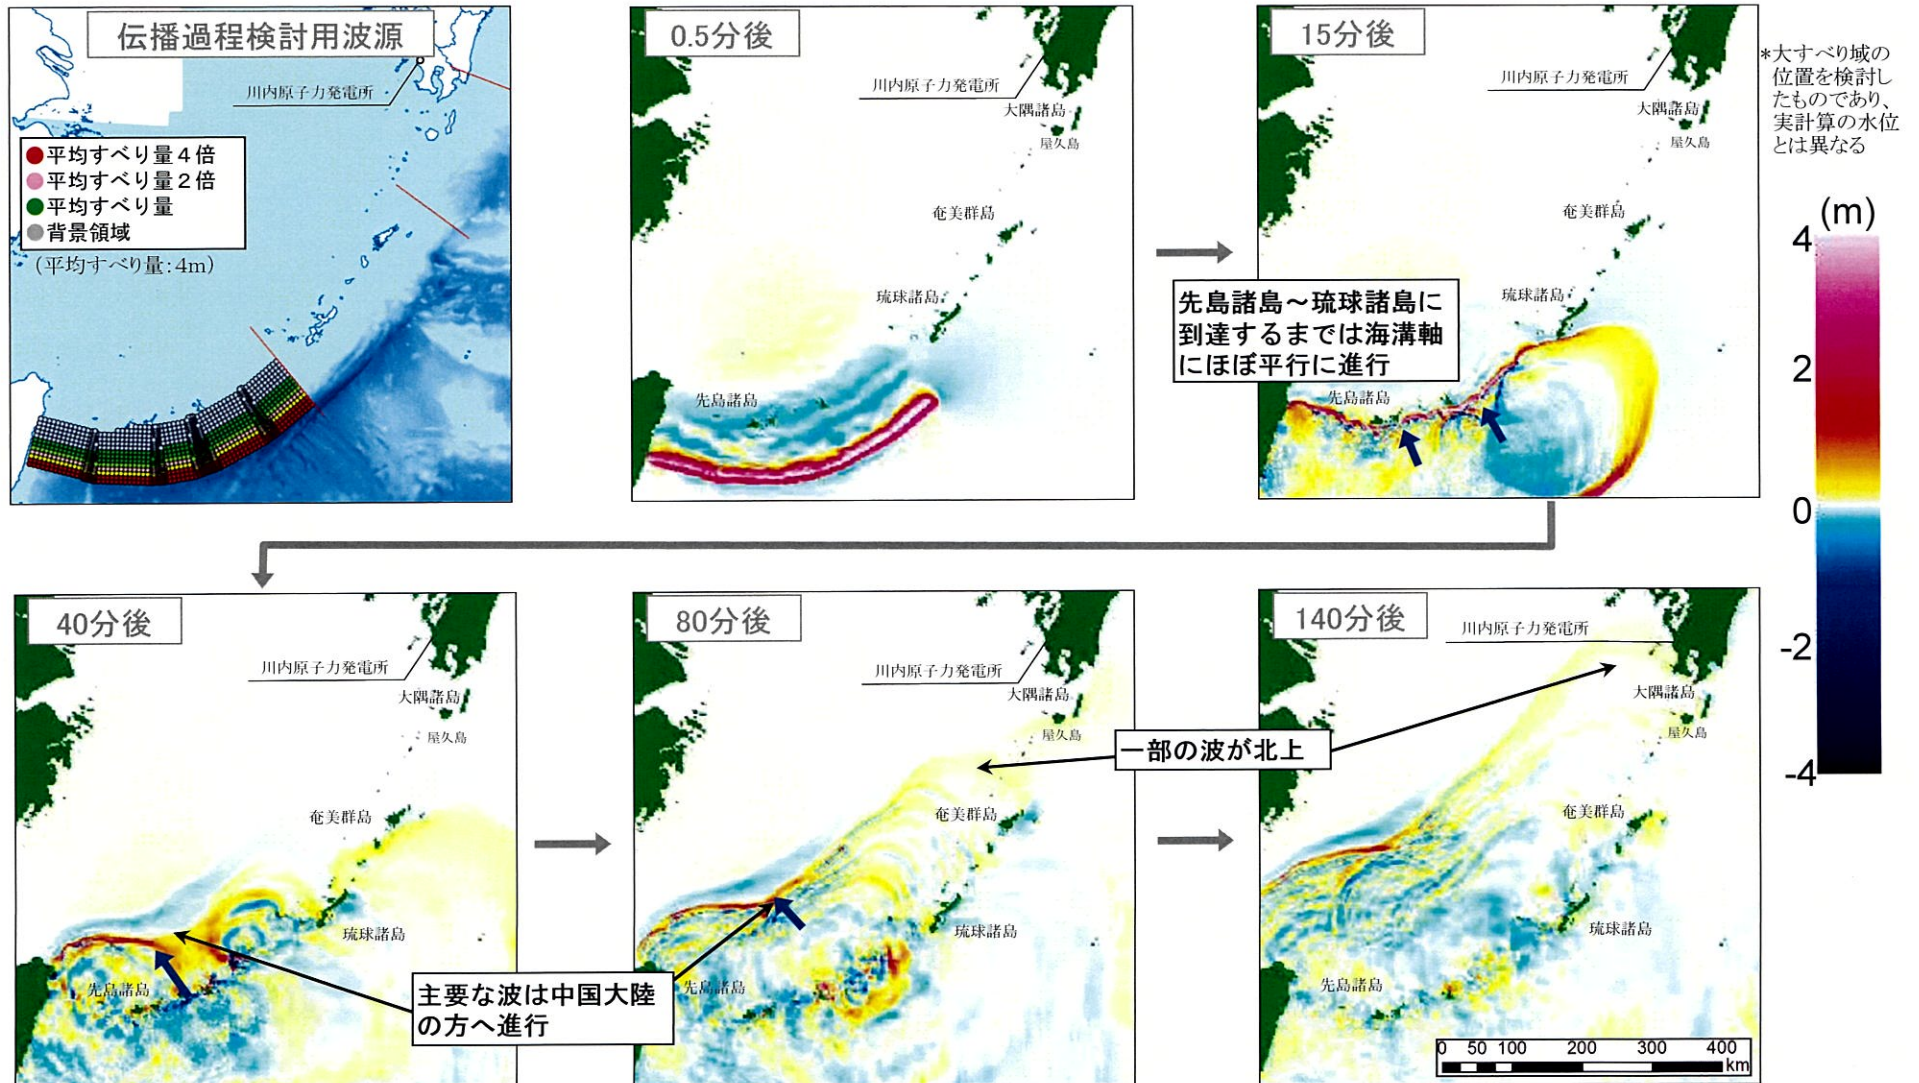 伝播過程検討用波源
川内原子力発電所
●平均すべり量４倍
●平均すべり量２倍
●平均すべり量
●背景領域
(平均すべり量:4m)
0.5分後
川内原子力発電所
大隅諸島
屋久島
奄美群島
琉球諸島
先島諸島
15分後
川内原子力発電所
大隅諸島
屋久島
奄美群島
琉球諸島
先島諸島
先島諸島～琉球諸島に
到達するまでは海溝軸
にほぼ平行に進行
*大すべり域の
位置を検討し
たものであり、
実計算の水位
とは異なる
(m)
4
2
0
-2
-4
40分後
川内原子力発電所
大隅諸島
屋久島
奄美群島
琉球諸島
先島諸島
主要な波は中国大陸
の方へ進行
80分後
川内原子力発電所
大隅諸島
屋久島
一部の波が北上
奄美群島
琉球諸島
先島諸島
140分後
川内原子力発電所
大隅諸島
屋久島
奄美群島
琉球諸島
先島諸島
0 50 100 200 300 400
km